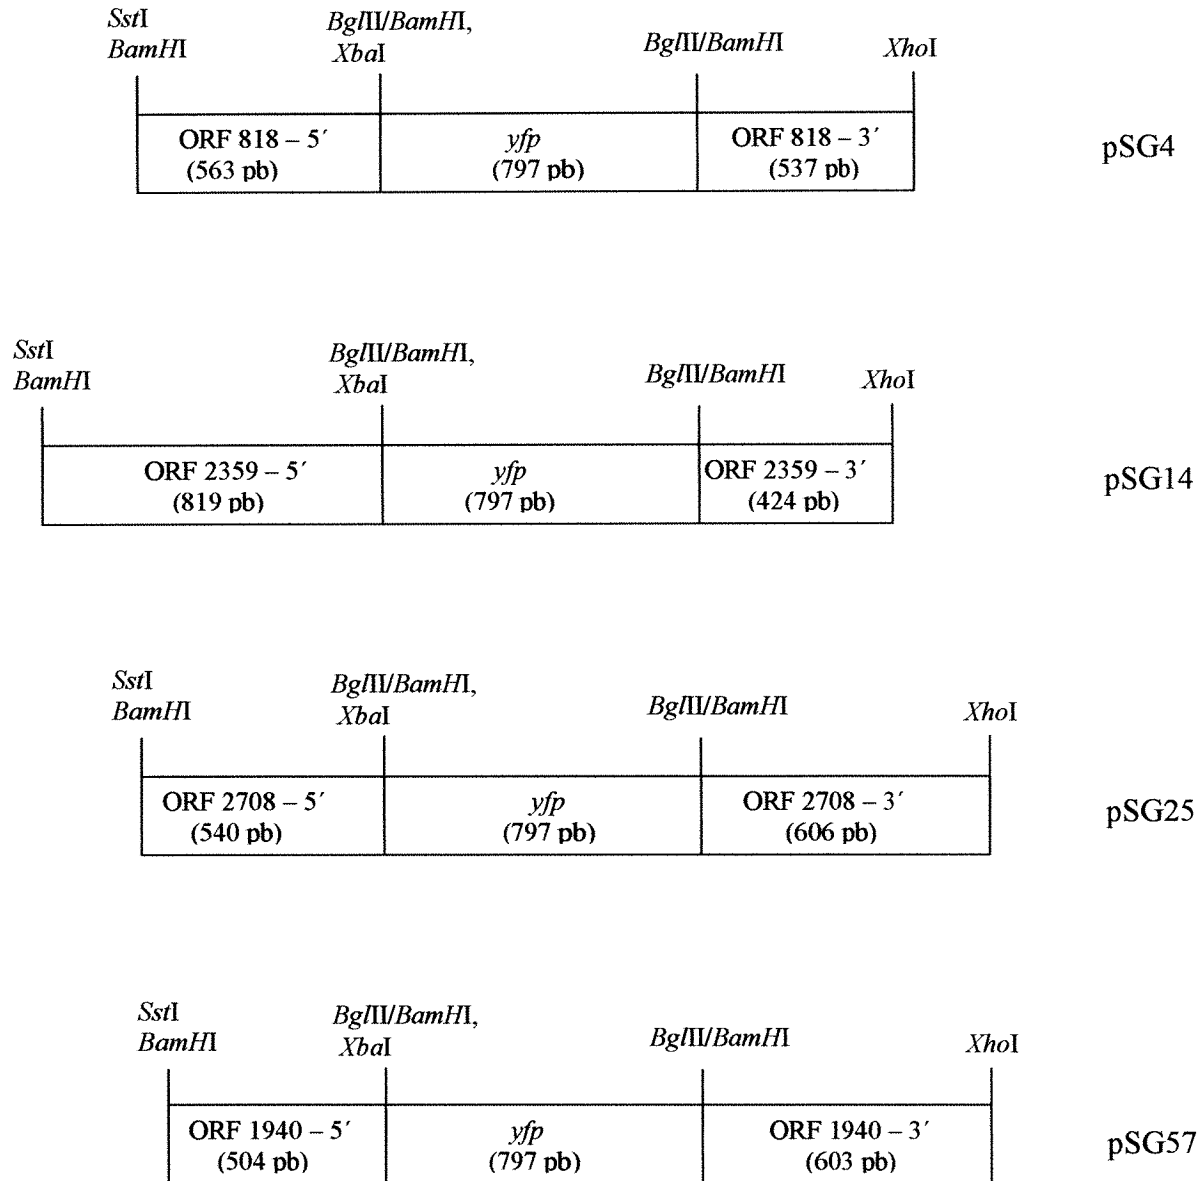 SstI
BamHI
BglII/BamHI,
XbaI
BglII/BamHI
XhoI
ORF 818 – 5´
(563 pb)
yfp
(797 pb)
ORF 818 – 3´
(537 pb)
pSG4
SstI
BamHI
BglII/BamHI,
XbaI
BglII/BamHI
XhoI
ORF 2359 – 5´
(819 pb)
yfp
(797 pb)
ORF 2359 – 3´
(424 pb)
pSG14
SstI
BamHI
BglII/BamHI,
XbaI
BglII/BamHI
XhoI
ORF 2708 – 5´
(540 pb)
yfp
(797 pb)
ORF 2708 – 3´
(606 pb)
pSG25
SstI
BamHI
BglII/BamHI,
XbaI
BglII/BamHI
XhoI
ORF 1940 – 5´
(504 pb)
yfp
(797 pb)
ORF 1940 – 3´
(603 pb)
pSG57